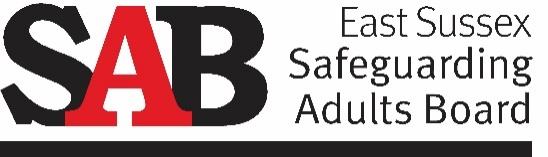 SAB
East Sussex
Safeguarding
Adults Board